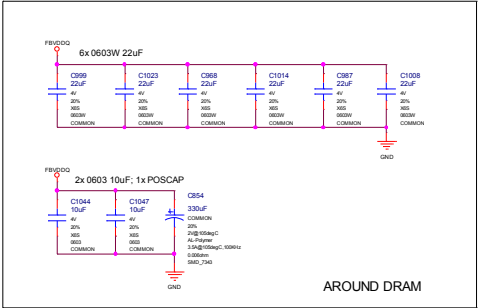 FBVDDQ
6x 0603W 22uF
C999 C1023 C968 C1014 C987 C1008
22uF 22uF 22uF 22uF 22uF 22uF
4V 4V 4V 4V 4V 4V
20% 20% 20% 20% 20% 20%
X6S X6S X6S X6S X6S X6S
0603W 0603W 0603W 0603W 0603W 0603W
COMMON COMMON COMMON COMMON COMMON COMMON
GND
FBVDDQ
2x 0603 10uF; 1x POSCAP
C1044 C1047 C854
10uF 10uF 330uF
4V 4V COMMON
20% 20% 20%
X6S X6S 2V@105degC
0603 0603 AL-Polymer
COMMON COMMON 3.5A@105degC,100KHz
0.006ohm
SMD_7343
GND
AROUND DRAM